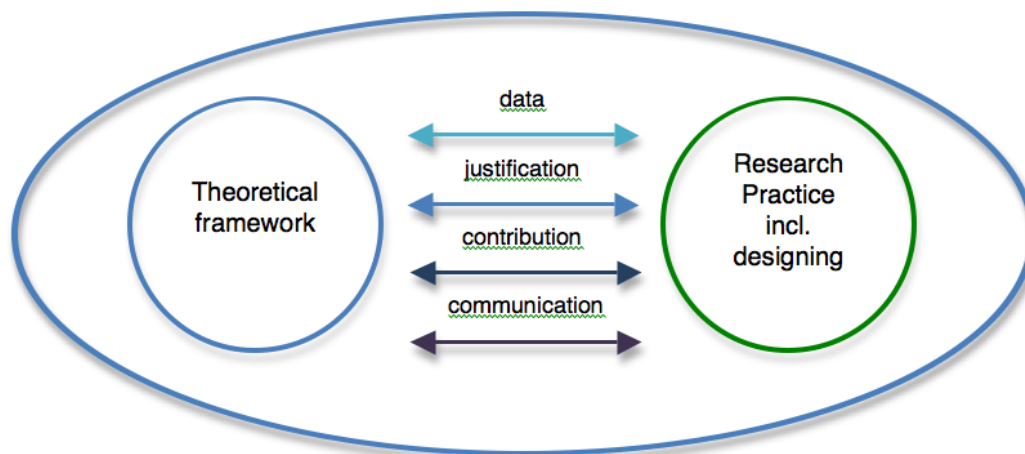 data
justification
contribution
communication
Theoretical
framework
Research
Practice
incl.
designing